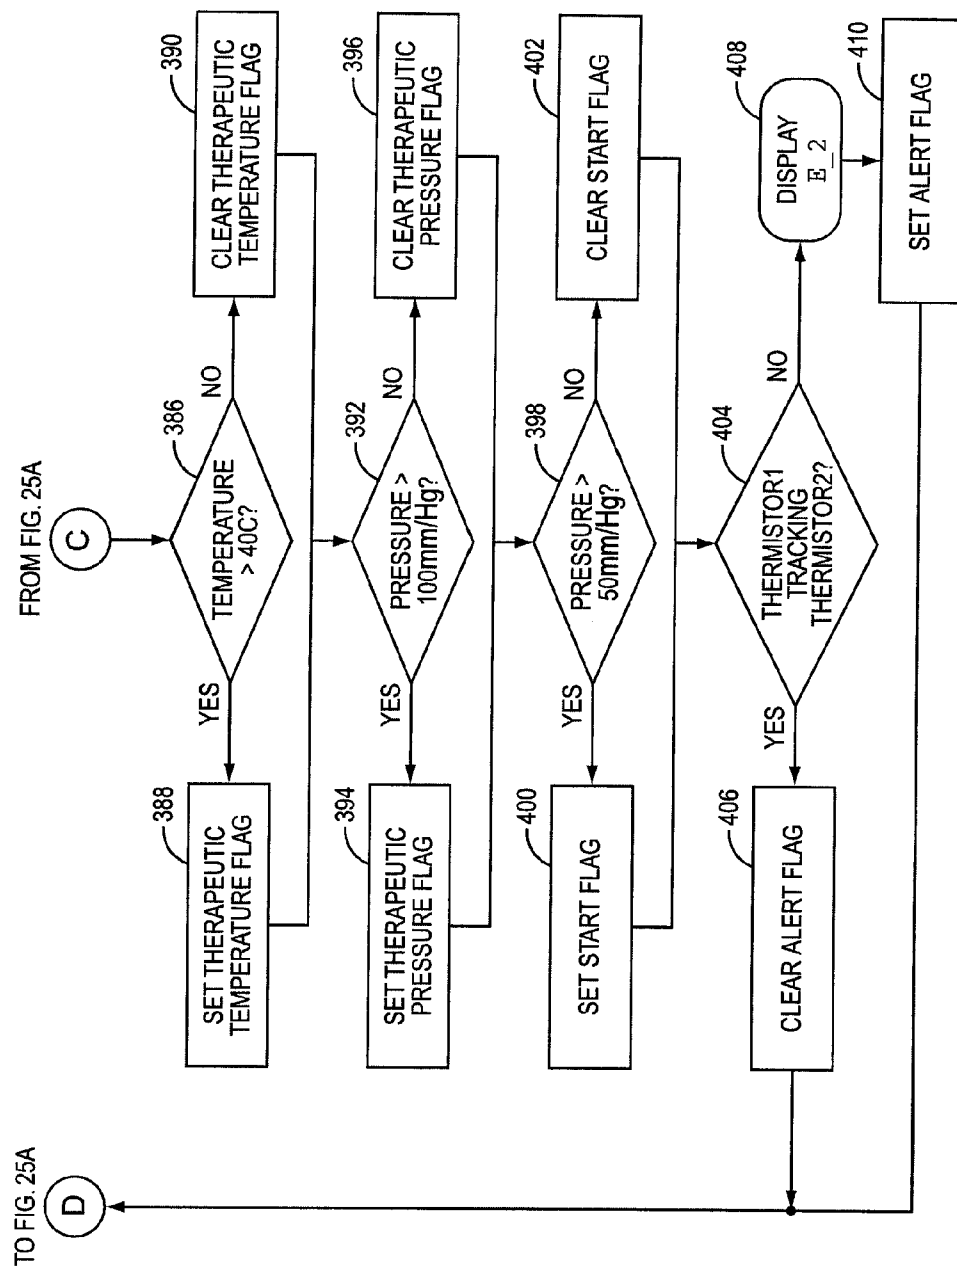 TO FIG. 25A
D
FROM FIG. 25A
C
386
TEMPERATURE
> 40C?
YES
NO
388
SET THERAPEUTIC
TEMPERATURE FLAG
390
CLEAR THERAPEUTIC
TEMPERATURE FLAG
392
PRESSURE >
100mm/Hg?
YES
NO
394
SET THERAPEUTIC
PRESSURE FLAG
396
CLEAR THERAPEUTIC
PRESSURE FLAG
398
PRESSURE >
50mm/Hg?
YES
NO
400
SET START FLAG
402
CLEAR START FLAG
404
THERMISTOR1
TRACKING
THERMISTOR2?
YES
NO
406
CLEAR ALERT FLAG
408
DISPLAY
E_2
410
SET ALERT FLAG